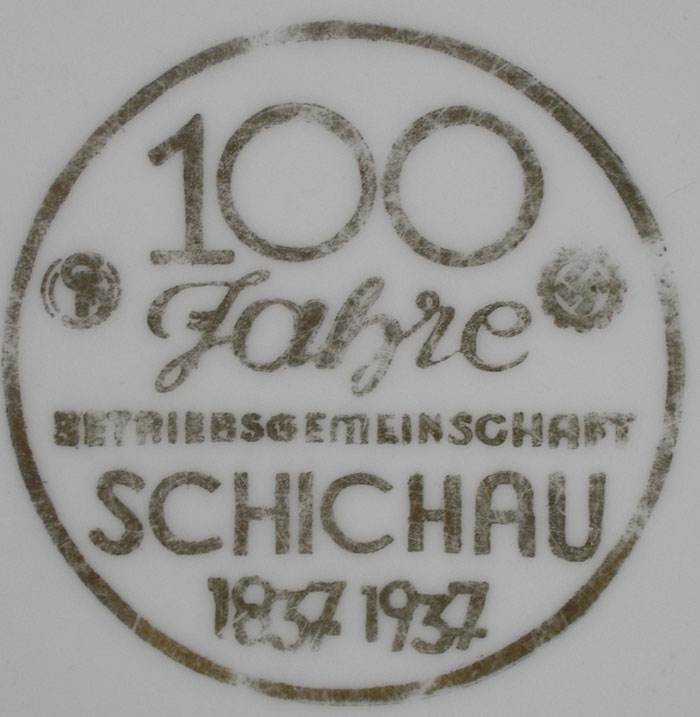 100
Jahre
BETRIEBSGEMEINSCHAFT
SCHICHAU
1837 1937